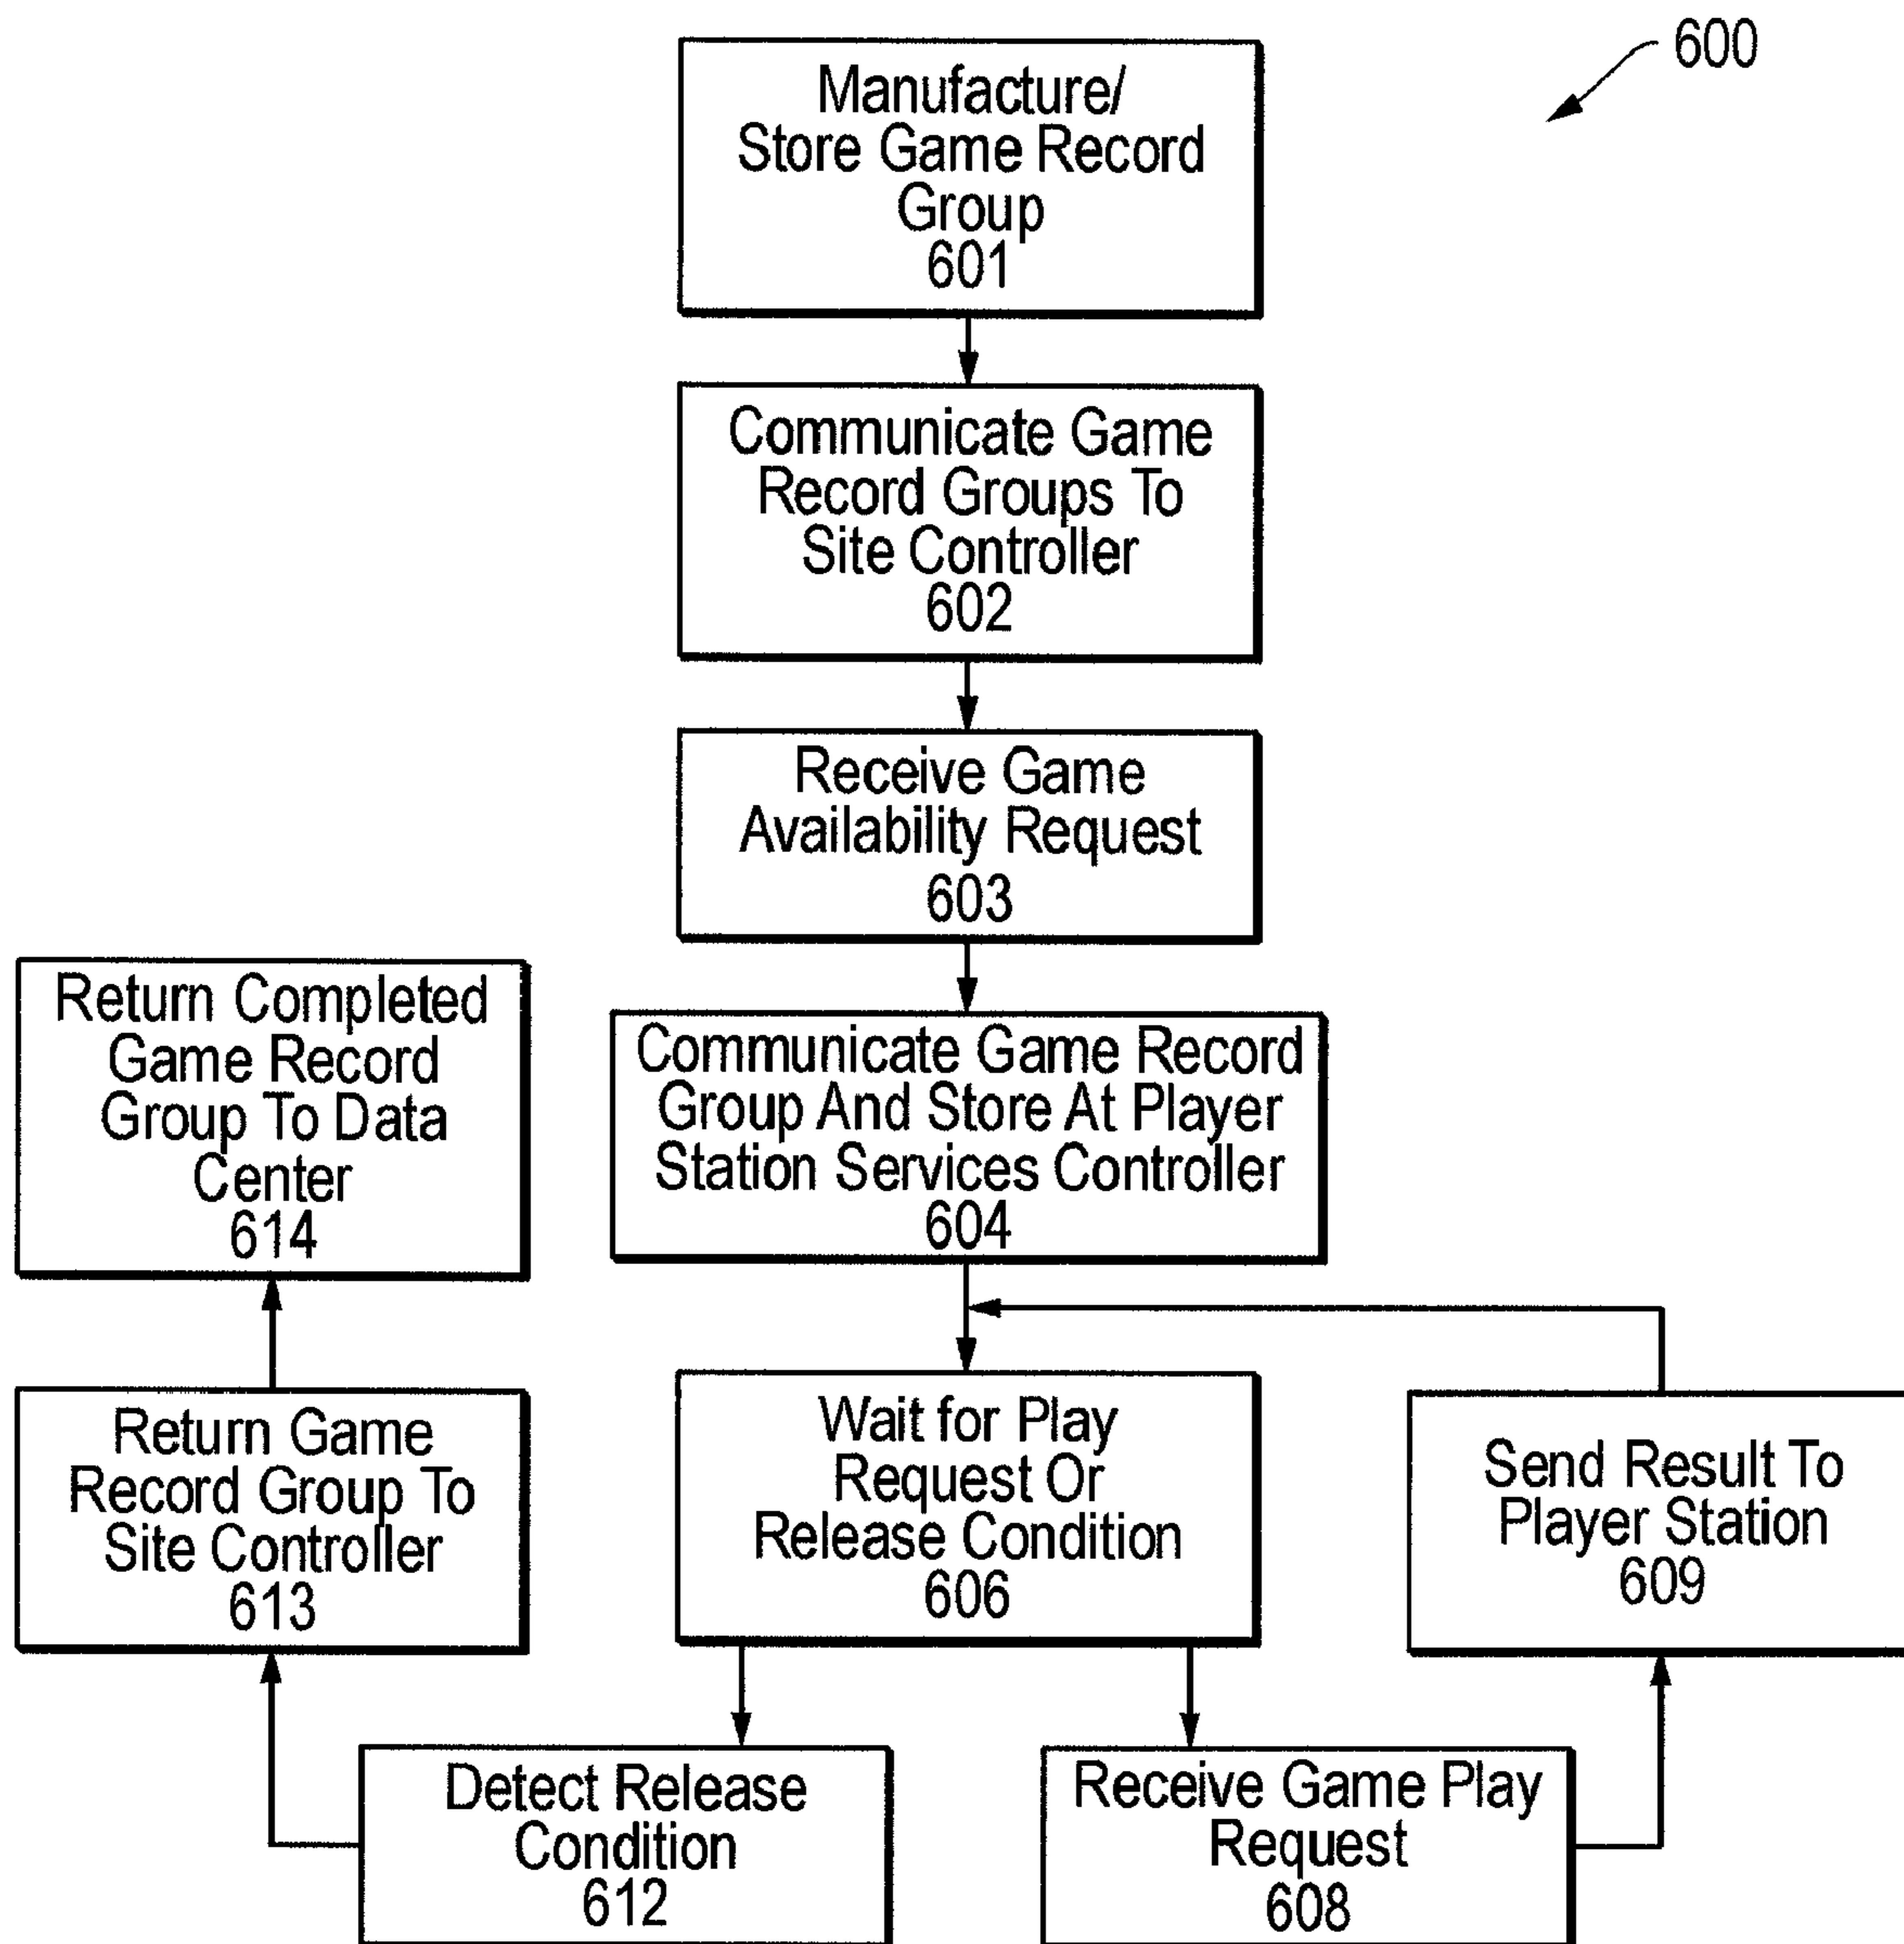 600
Manufacture/
Store Game Record
Group
601
Communicate Game
Record Groups To
Site Controller
602
Receive Game
Availability Request
603
Communicate Game Record
Group And Store At Player
Station Services Controller
604
Return Completed
Game Record
Group To Data
Center
614
Return Game
Record Group To
Site Controller
613
Wait for Play
Request Or
Release Condition
606
Send Result To
Player Station
609
Detect Release
Condition
612
Receive Game Play
Request
608